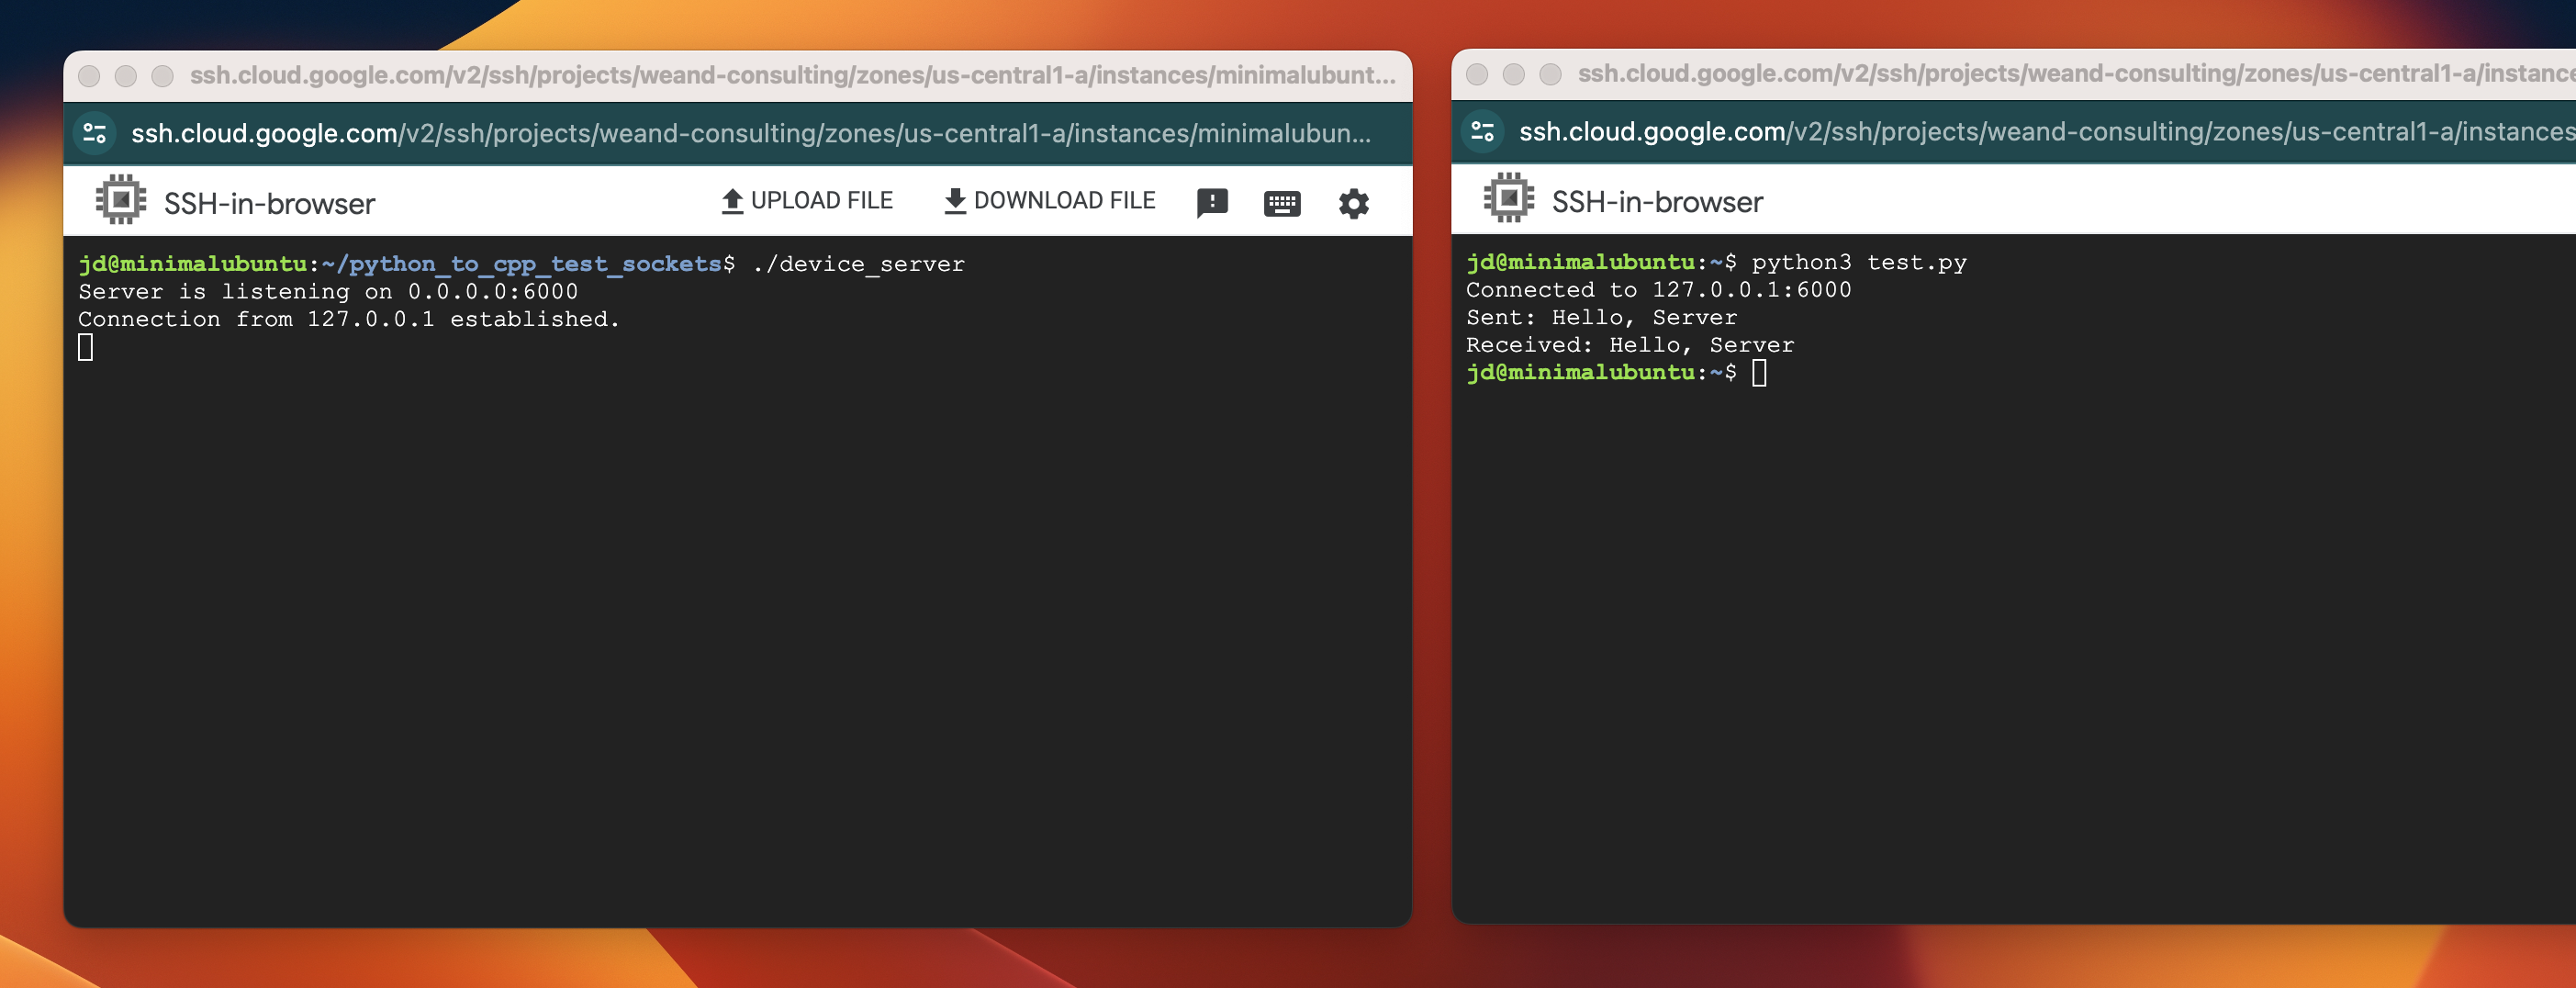 ssh.cloud.google.com/v2/ssh/projects/weand-consulting/zones/us-central1-a/instances/minimalubunt...
ssh.cloud.google.com/v2/ssh/projects/weand-consulting/zones/us-central1-a/instances/minimalubun...
SSH-in-browser
UPLOAD FILE
DOWNLOAD FILE
jd@minimalubuntu:~/python_to_cpp_test_sockets$ ./device_server
Server is listening on 0.0.0.0:6000
Connection from 127.0.0.1 established.
ssh.cloud.google.com/v2/ssh/projects/weand-consulting/zones/us-central1-a/instance
ssh.cloud.google.com/v2/ssh/projects/weand-consulting/zones/us-central1-a/instances
SSH-in-browser
jd@minimalubuntu:~$ python3 test.py
Connected to 127.0.0.1:6000
Sent: Hello, Server
Received: Hello, Server
jd@minimalubuntu:~$